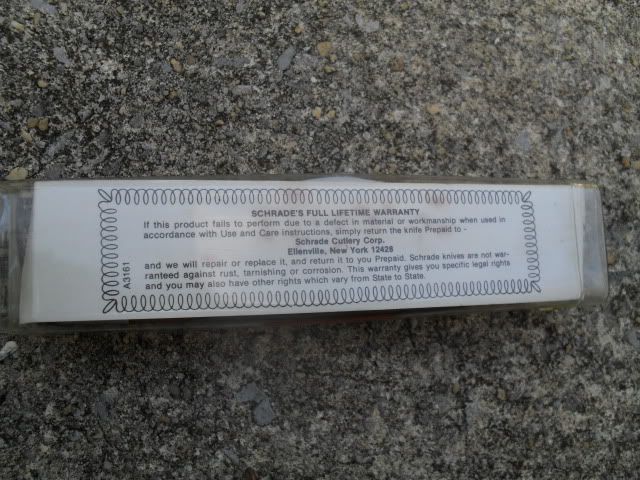 SCHRADE'S FULL LIFETIME WARRANTY
If this product fails to perform due to a defect in material or workmanship when used in
accordance with Use and Care instructions, simply return the knife Prepaid to -
Schrade Cutlery Corp.
Ellenville, New York 12428
and we will repair or replace it, and return it to you Prepaid. Schrade knives are not war-
ranteed against rust, tarnishing or corrosion. This warranty gives you specific legal rights
and you may also have other rights which vary from State to State.
A3161